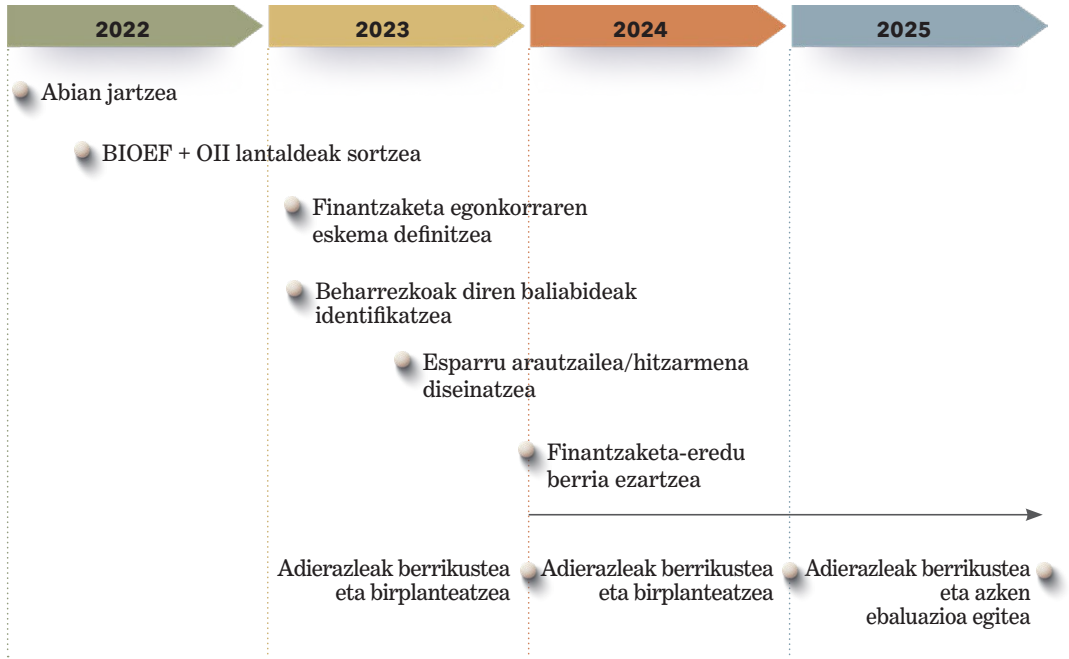 2022
2023
2024
2025
Abian jartzea
BIOEF + OII lantaldeak sortzea
Finantzaketa egonkorraren
eskema definitzea
Beharrezkoak diren baliabideak
identifikatzea
Esparru arautzailea/hitzarmena
diseinatzea
Finantzaketa-eredu
berria ezartzea
Adierazleak berrikustea
eta birplanteatzea
Adierazleak berrikustea
eta birplanteatzea
Adierazleak berrikustea
eta azken
ebaluazioa egitea